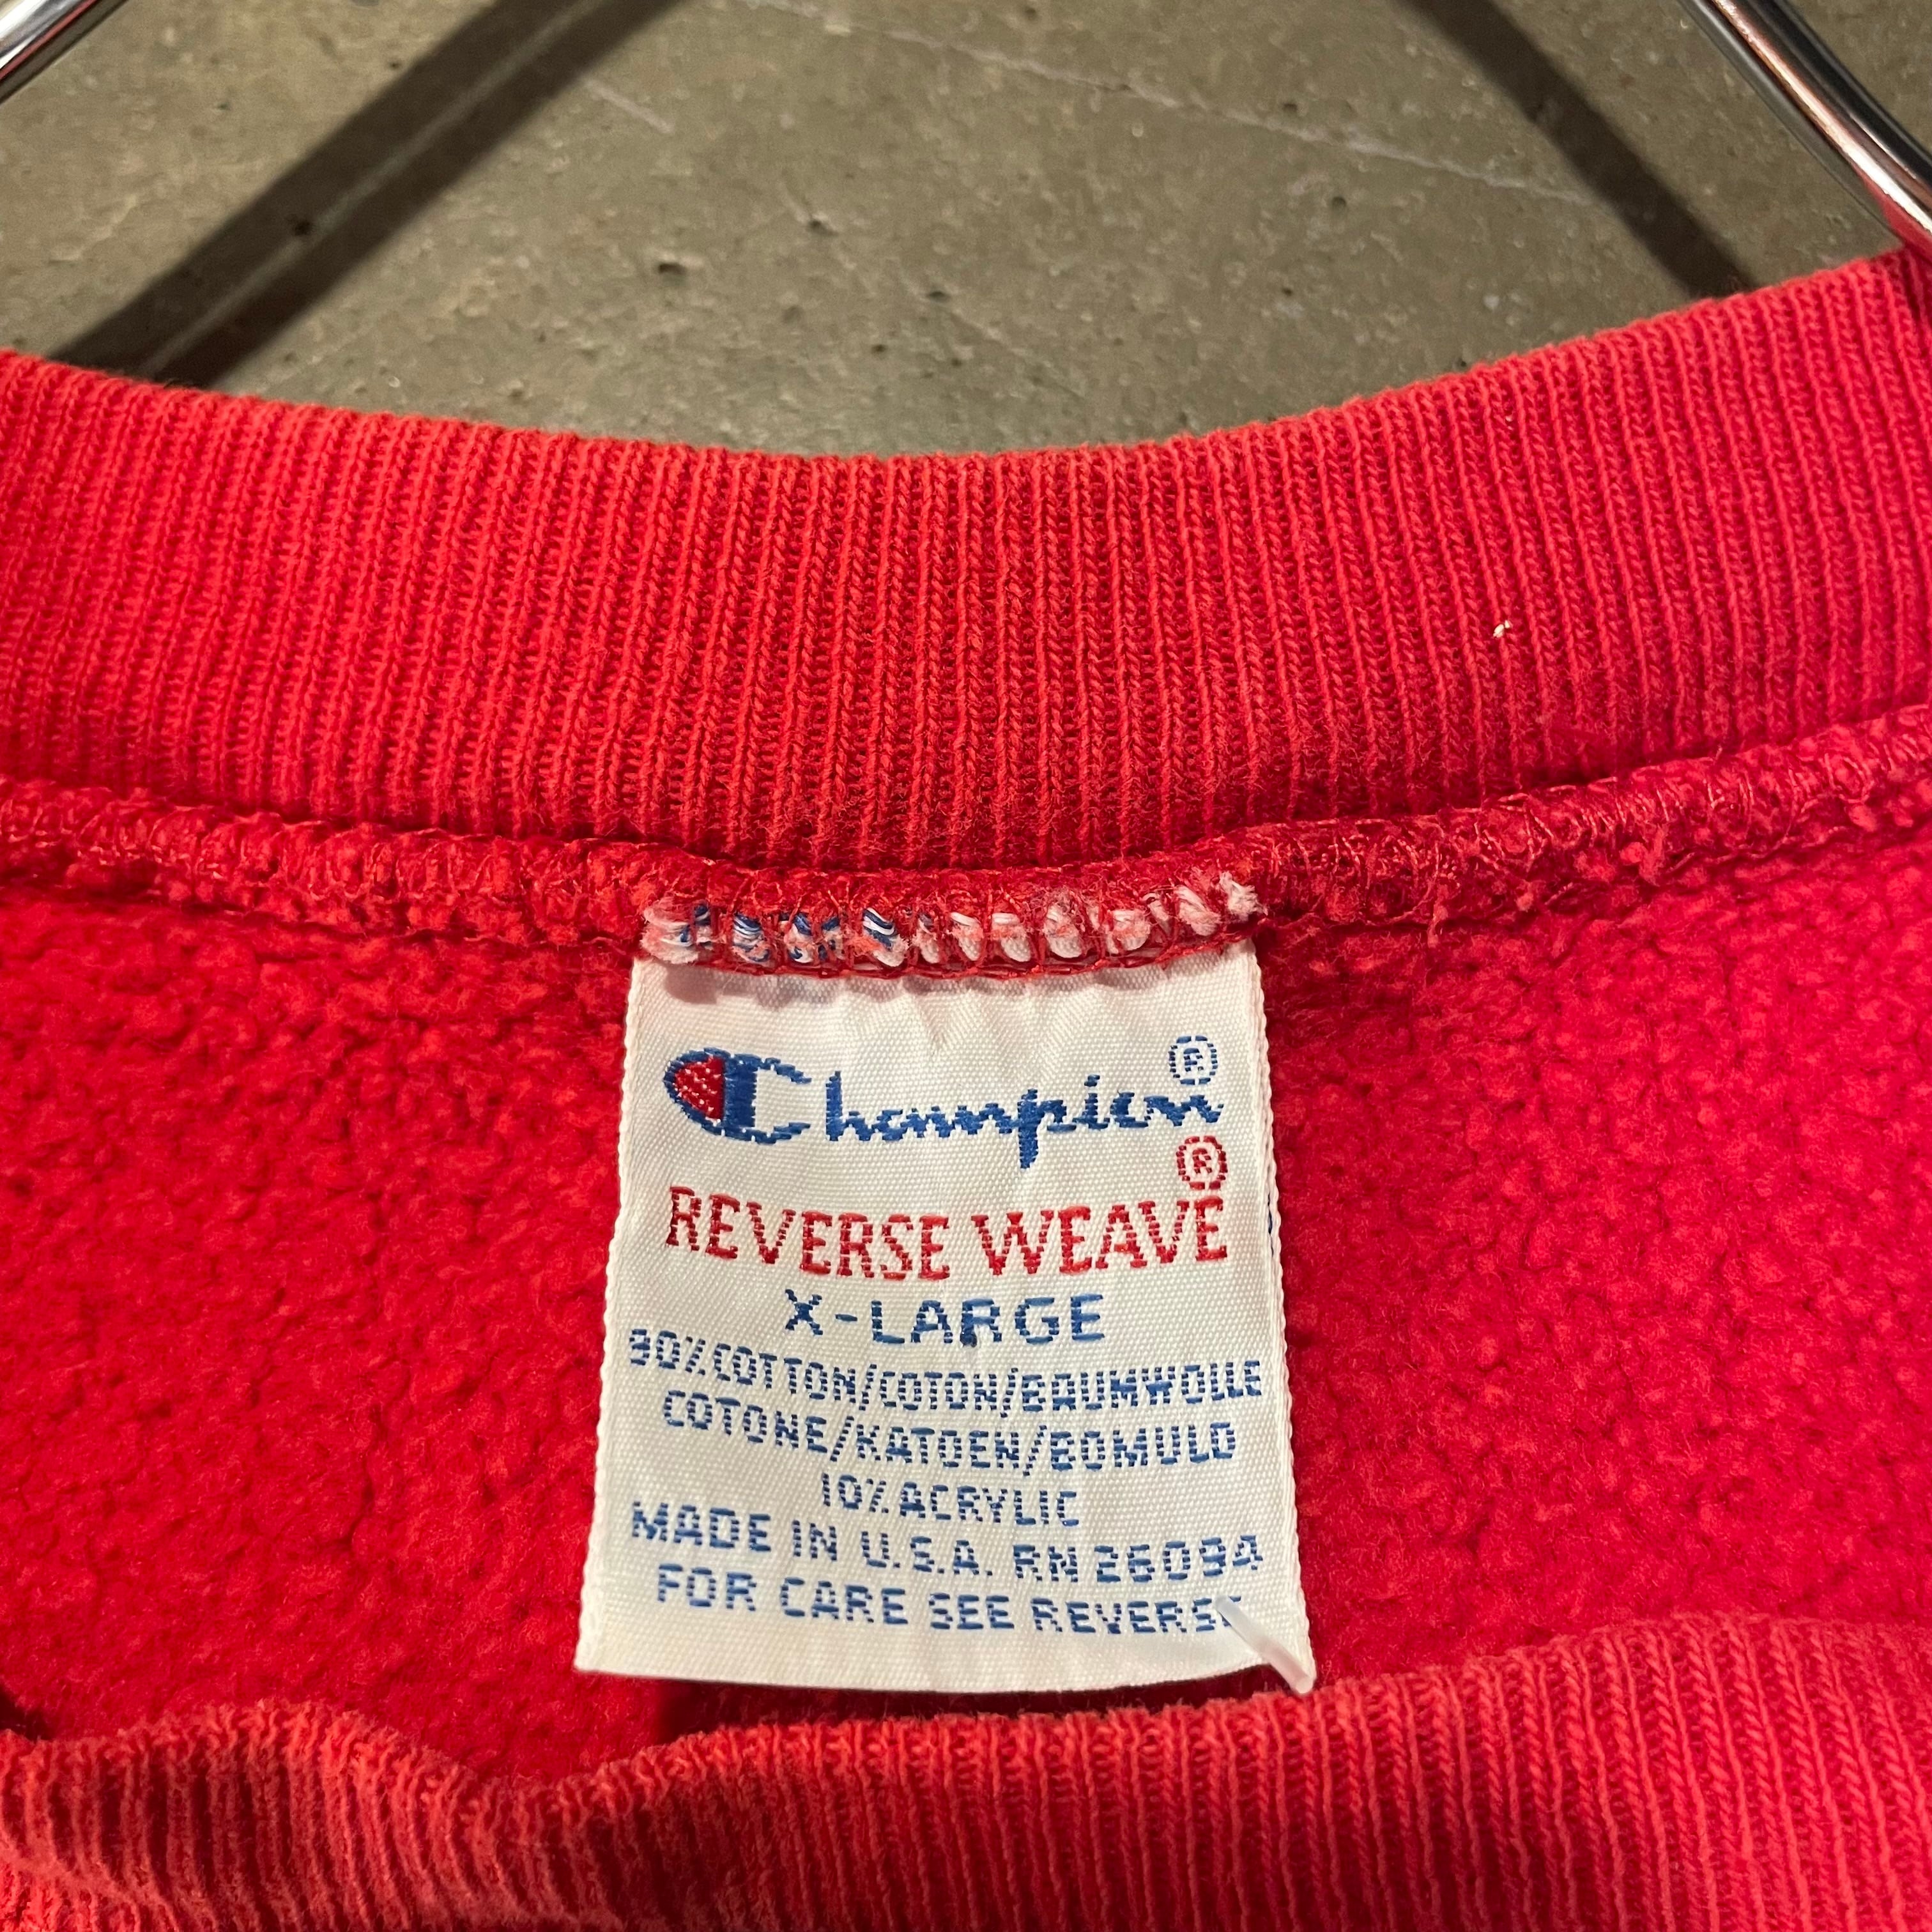 Champion®
REVERSE WEAVE®
X-LARGE
90%COTTON/COTON/BAUMWOLLE
COTONE/KATOEN/BOMULD
10%ACRYLIC
MADE IN U.S.A. RN 26094
FOR CARE SEE REVERSE